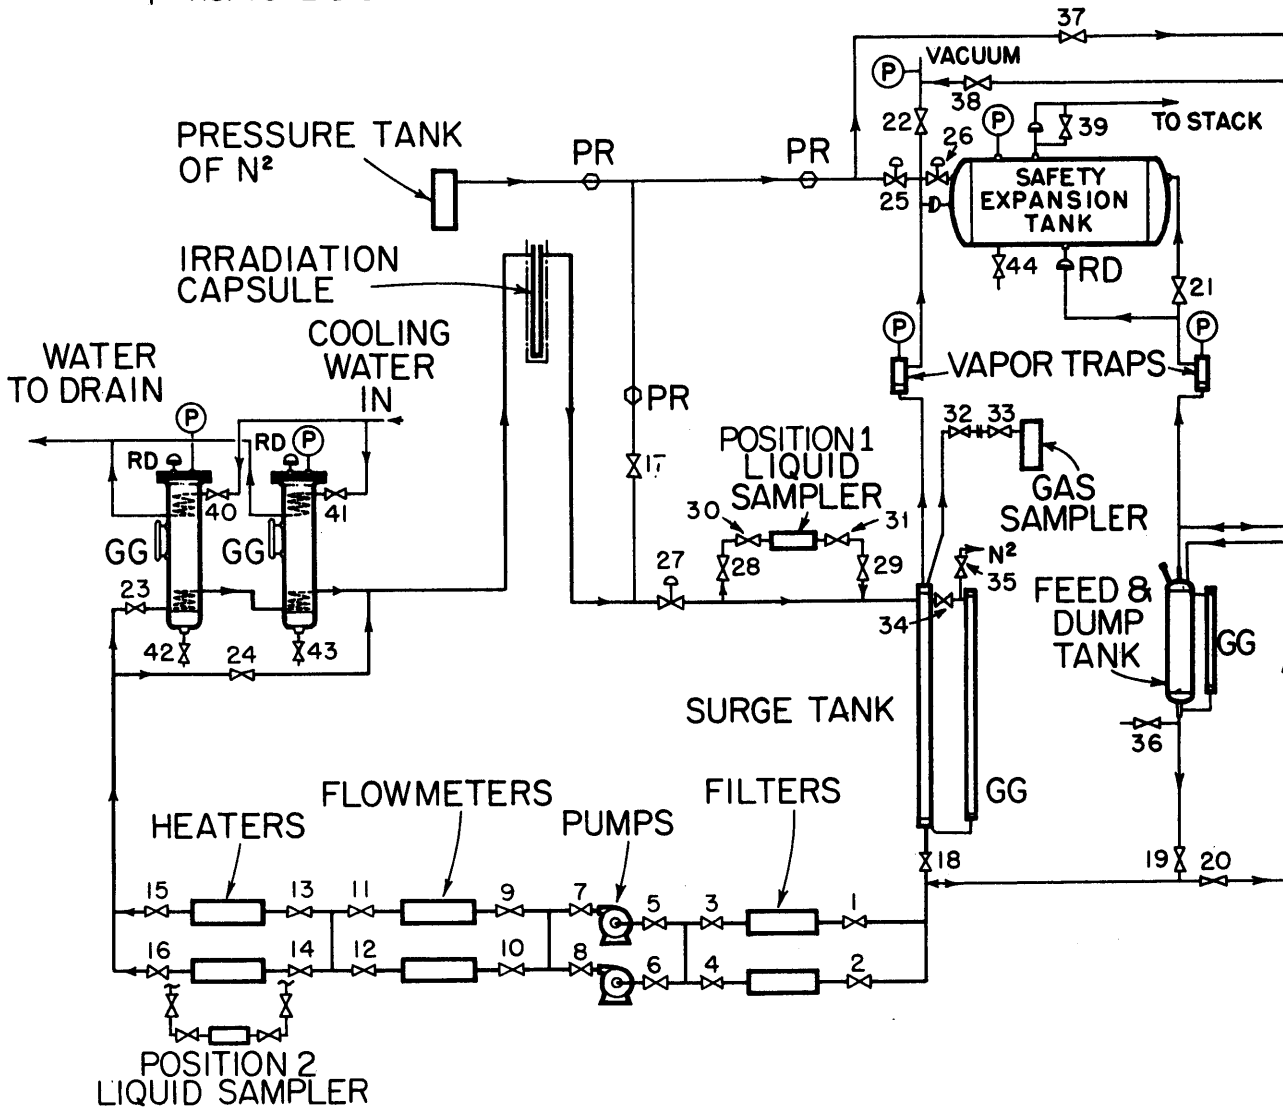 37
P
VACUUM
38
22
P
26
39
TO STACK
PRESSURE TANK
OF N²
PR
PR
25
SAFETY
EXPANSION
TANK
44
RD
21
IRRADIATION
CAPSULE
P
P
VAPOR TRAPS
WATER
TO DRAIN
COOLING
WATER
IN
PR
P
RD
P
RD
32
33
POSITION 1
LIQUID
SAMPLER
17
GAS
SAMPLER
40
41
30
31
GG
GG
27
28
29
N²
35
23
34
FEED &
DUMP
TANK
GG
42
24
43
SURGE TANK
36
GG
FLOWMETERS
FILTERS
HEATERS
PUMPS
18
19
20
15
13
11
9
7
5
3
1
16
14
12
10
8
6
4
2
POSITION 2
LIQUID SAMPLER